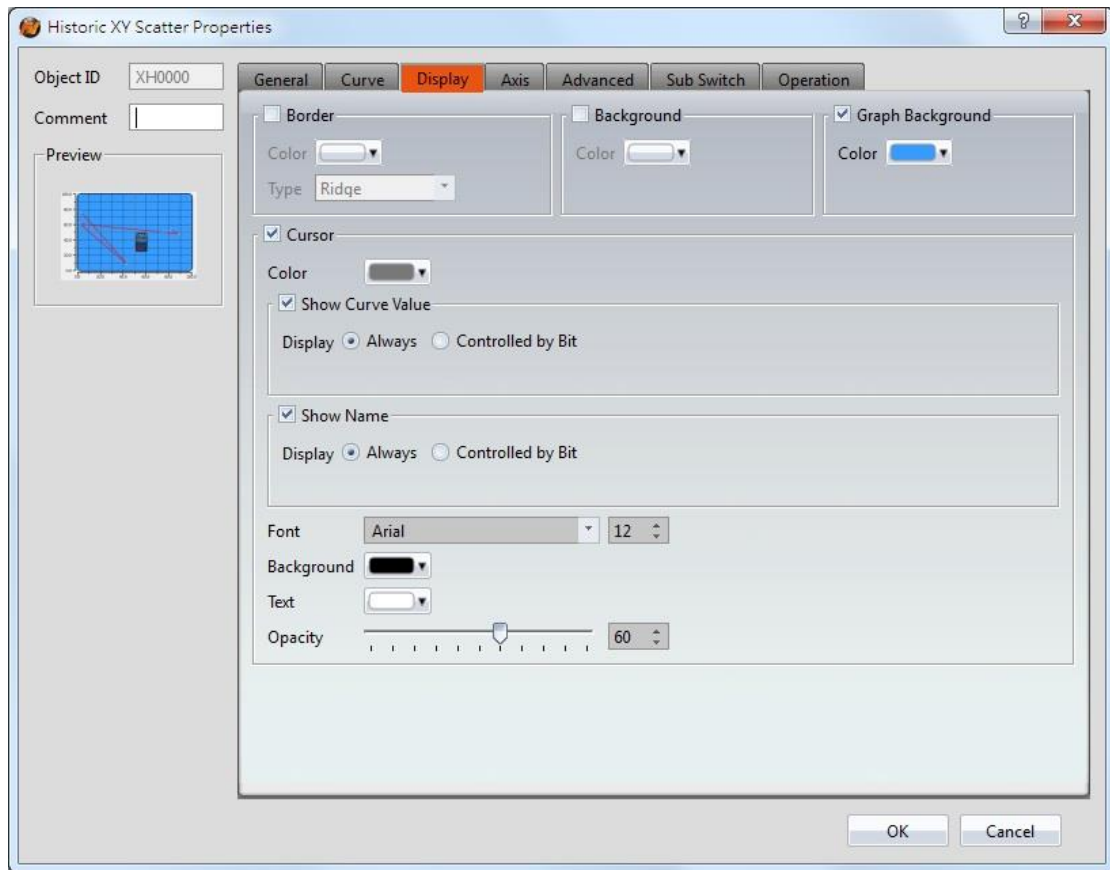 Historic XY Scatter Properties
Object ID XH0000
Comment
Preview
General Curve Display Axis Advanced Sub Switch Operation
Border
Color
Type Ridge
Background
Color
Graph Background
Color
Cursor
Color
Show Curve Value
Display Always Controlled by Bit
Show Name
Display Always Controlled by Bit
Font Arial 12
Background
Text
Opacity 60
OK Cancel